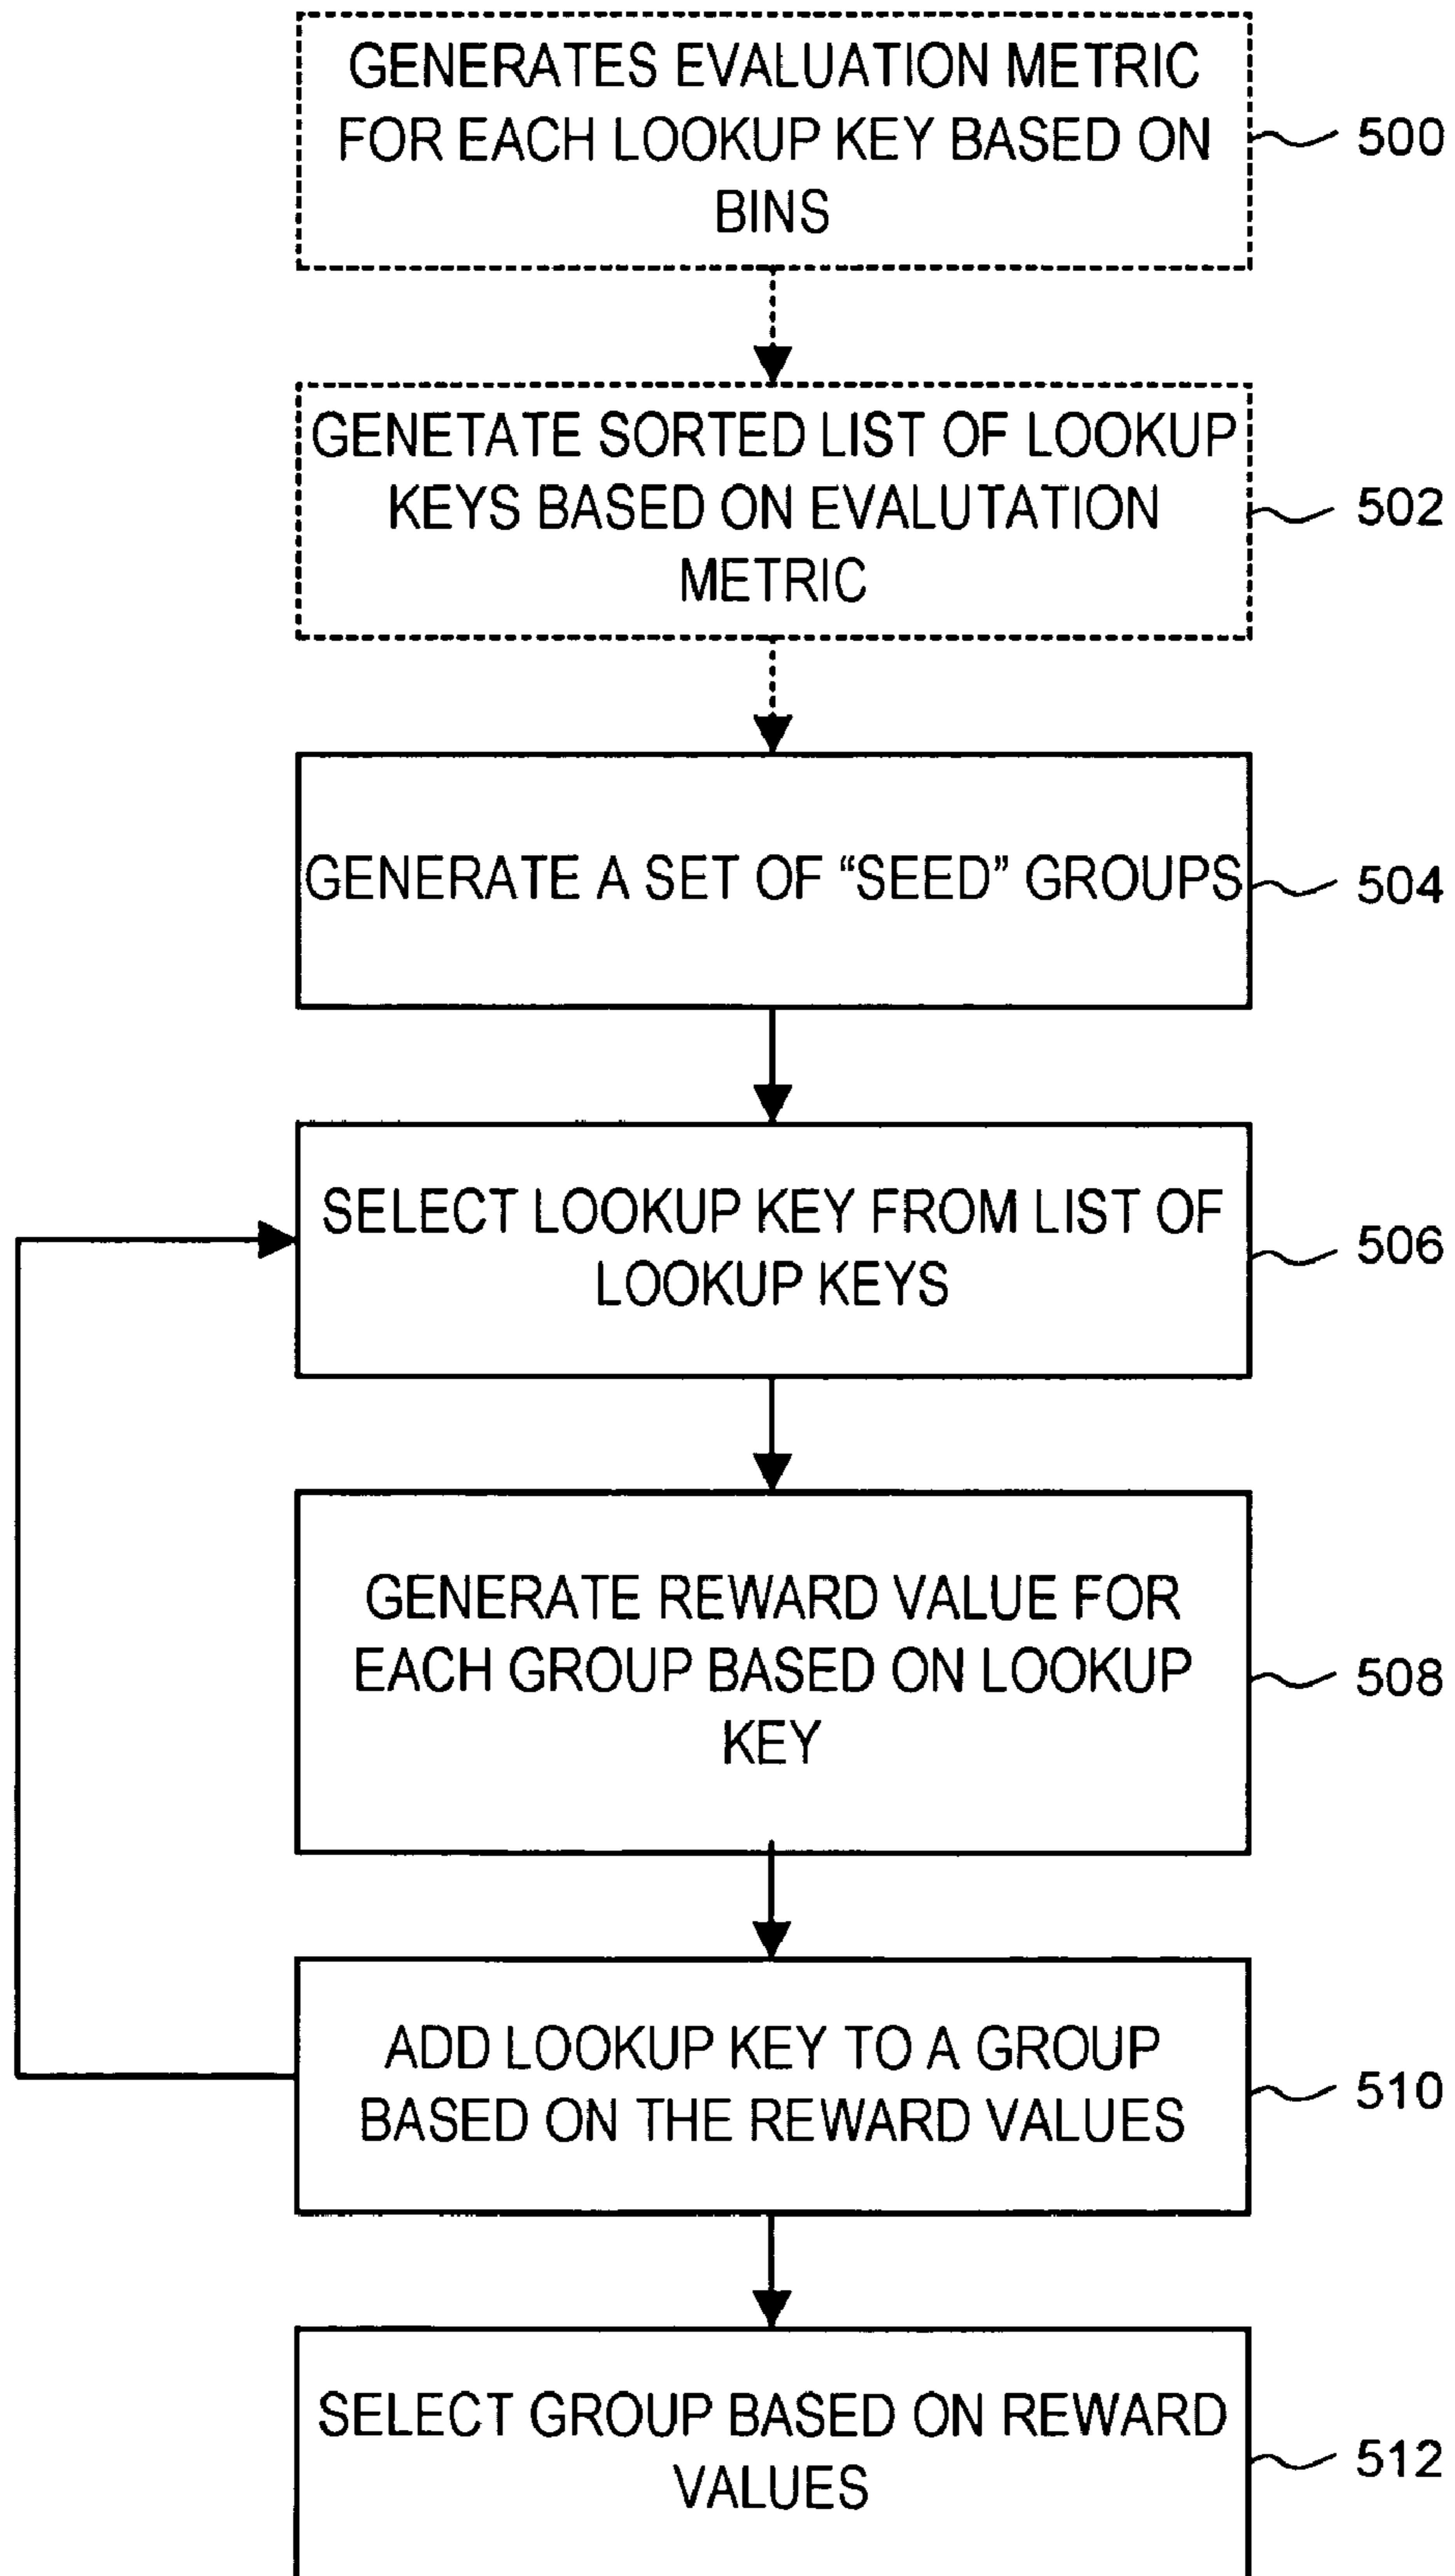 GENERATES EVALUATION METRIC
FOR EACH LOOKUP KEY BASED ON
BINS
500
GENETATE SORTED LIST OF LOOKUP
KEYS BASED ON EVALUTATION
METRIC
502
GENERATE A SET OF “SEED” GROUPS
504
SELECT LOOKUP KEY FROM LIST OF
LOOKUP KEYS
506
GENERATE REWARD VALUE FOR
EACH GROUP BASED ON LOOKUP
KEY
508
ADD LOOKUP KEY TO A GROUP
BASED ON THE REWARD VALUES
510
SELECT GROUP BASED ON REWARD
VALUES
512